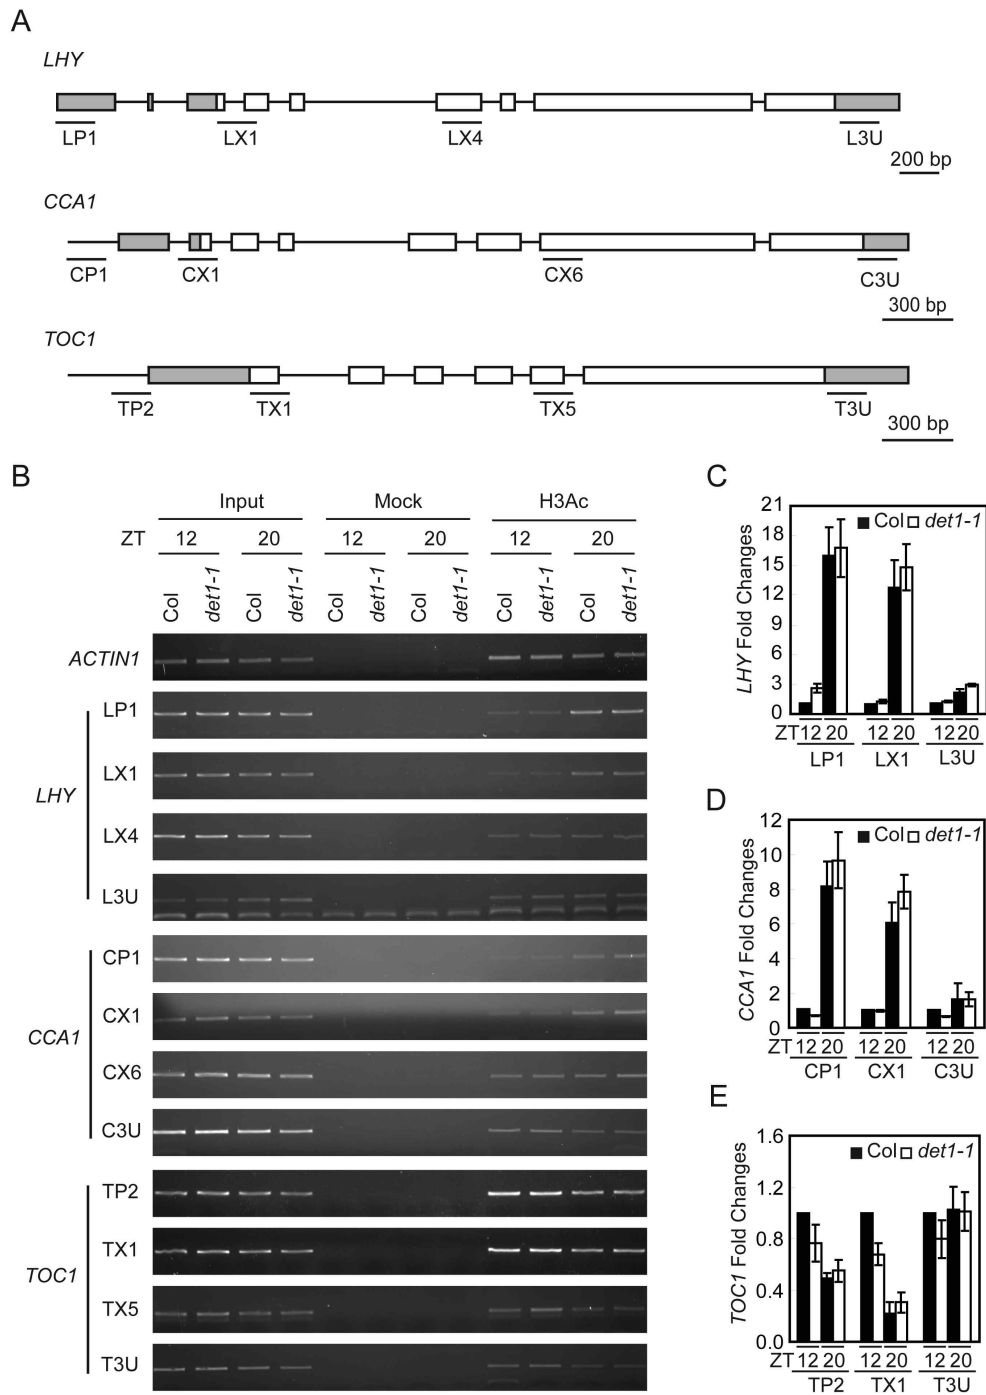 A
LHY
LP1 LX1 LX4 L3U
200 bp
CCA1
CP1 CX1 CX6 C3U
300 bp
TOC1
TP2 TX1 TX5 T3U
300 bp
B
Input Mock H3Ac
ZT 12 20 12 20 12 20
Col det1-1 Col det1-1 Col det1-1 Col det1-1 Col det1-1 Col det1-1
ACTIN1
LHY
LP1
LX1
LX4
L3U
CCA1
CP1
CX1
CX6
C3U
TOC1
TP2
TX1
TX5
T3U
C
LHY Fold Changes
21
18
15
12
9
6
3
0
Col det1-1
ZT 12 20 12 20 12 20
LP1 LX1 L3U
D
CCA1 Fold Changes
12
10
8
6
4
2
0
Col det1-1
ZT 12 20 12 20 12 20
CP1 CX1 C3U
E
TOC1 Fold Changes
1.6
1.2
0.8
0.4
0.0
Col det1-1
ZT 12 20 12 20 12 20
TP2 TX1 T3U